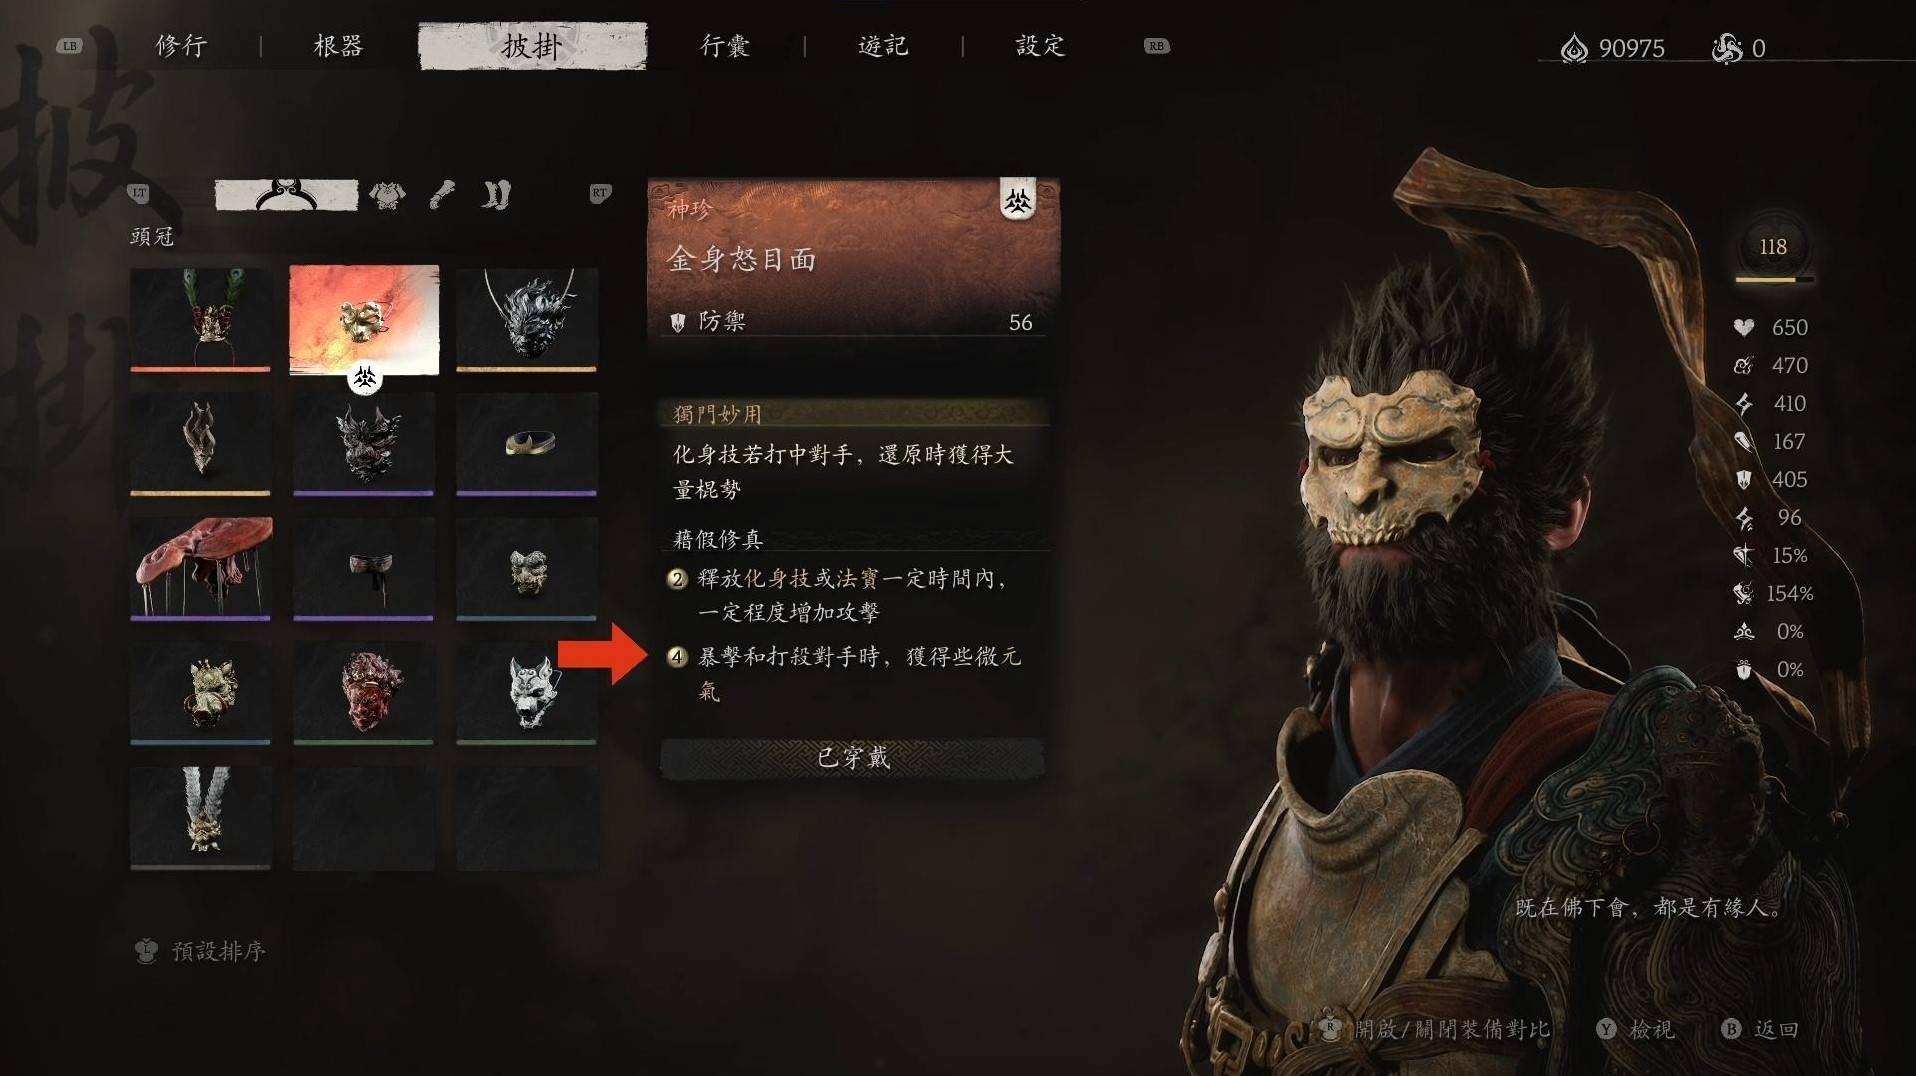 LB 修行 | 根器 披掛 行囊 | 遊記 | 設定 RB
90975 0
披掛
LT RT
頭冠
神珍
金身怒目面
防禦 56
獨門妙用
化身技若打中對手，還原時獲得大
量棍勢
藉假修真
2 釋放化身技或法寶一定時間內，
一定程度增加攻擊
4 暴擊和打殺對手時，獲得些微元
氣
已穿戴
118
650
470
410
167
405
96
15%
154%
0%
0%
既在佛下會，都是有緣人。
L 預設排序
R 開啟/關閉裝備對比 Y 檢視 B 返回